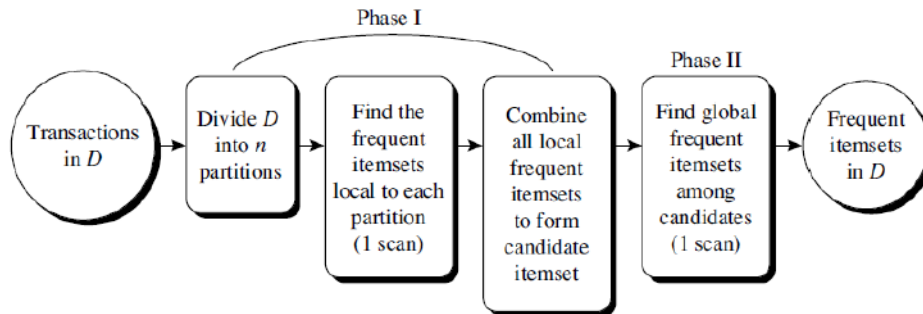 Phase I
Phase II
Transactions
in D
Divide D
into n
partitions
Find the
frequent
itemsets
local to each
partition
(1 scan)
Combine
all local
frequent
itemsets
to form
candidate
itemset
Find global
frequent
itemsets
among
candidates
(1 scan)
Frequent
itemsets
in D